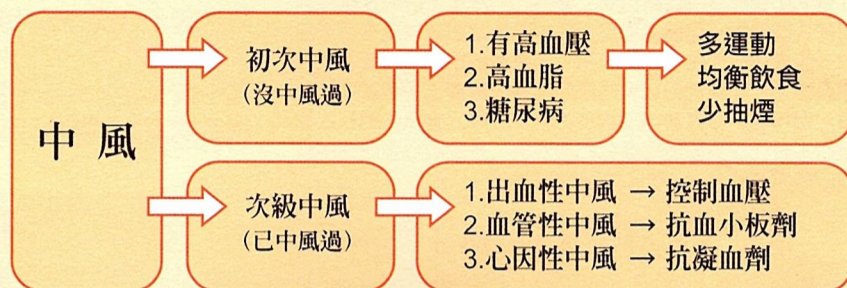 中風
初次中風
(沒中風過)
1.有高血壓
2.高血脂
3.糖尿病
多運動
均衡飲食
少抽煙
次級中風
(已中風過)
1.出血性中風 → 控制血壓
2.血管性中風 → 抗血小板劑
3.心因性中風 → 抗凝血劑